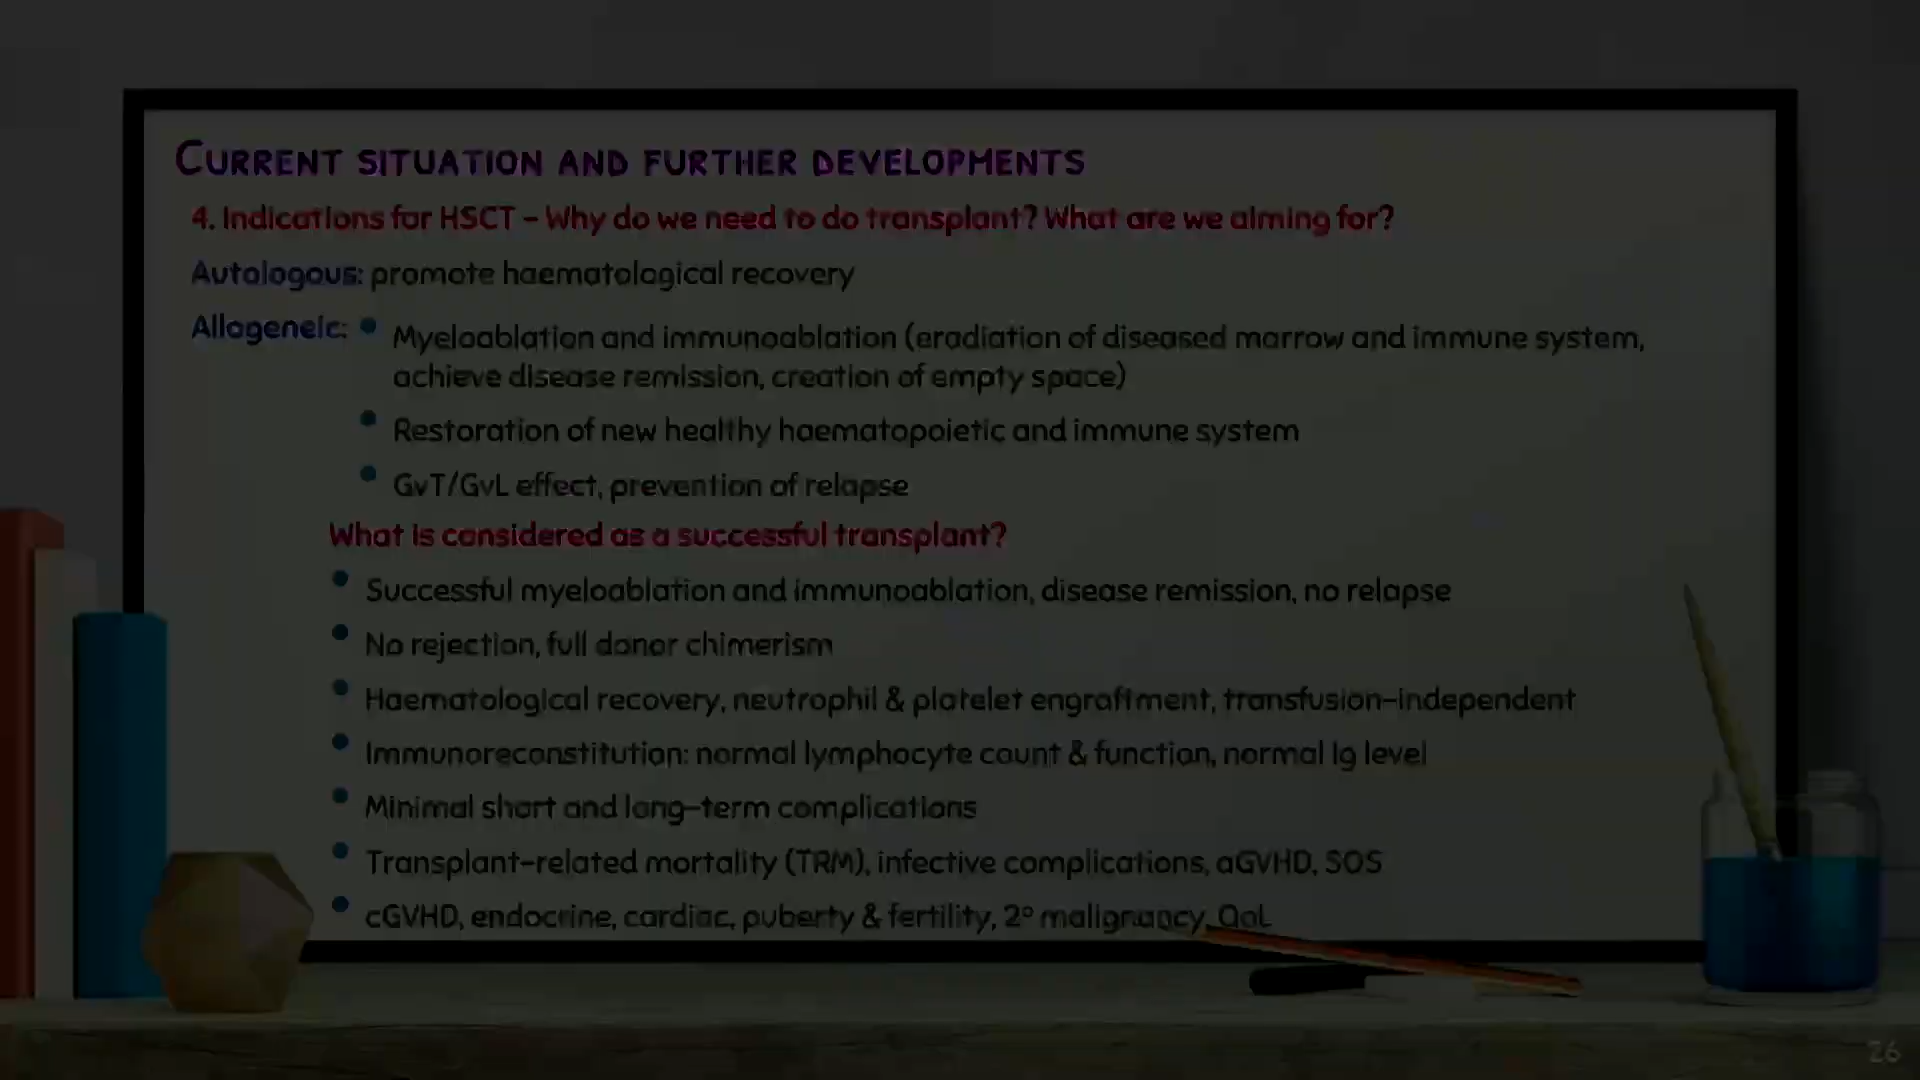 CURRENT SITUATION AND FURTHER DEVELOPMENTS
4. Indications for HSCT - Why do we need to do transplant? What are we aiming for?
Autologous: promote haematological recovery
Allogeneic: • Myeloablation and immunoablation (eradiation of diseased marrow and immune system,
achieve disease remission, creation of empty space)
• Restoration of new healthy haematopoietic and immune system
• GvT/GvL effect, prevention of relapse
What is considered as a successful transplant?
• Successful myeloablation and immunoablation, disease remission, no relapse
• No rejection, full donor chimerism
• Haematological recovery, neutrophil & platelet engraftment, transfusion-independent
• Immunoreconstitution: normal lymphocyte count & function, normal Ig level
• Minimal short and long-term complications
• Transplant-related mortality (TRM), infective complications, aGVHD, SOS
• cGVHD, endocrine, cardiac, puberty & fertility, 2° malignancy, QoL
26